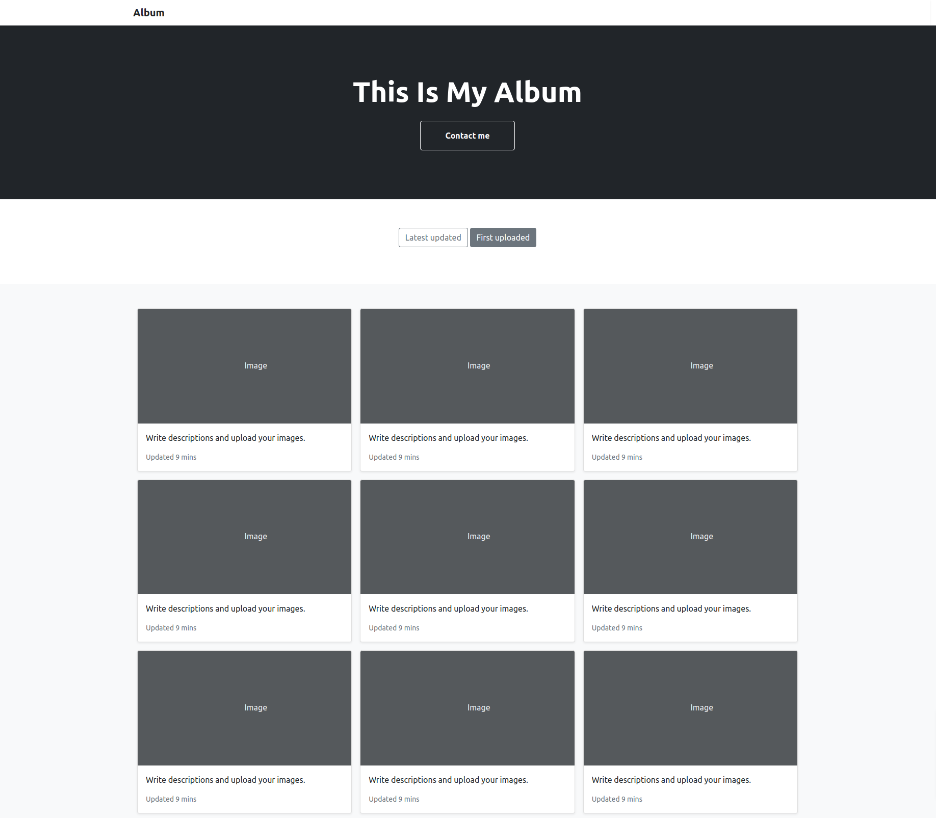 Album
This Is My Album
Contact me
Latest updated First uploaded
Image Image Image
Write descriptions and upload your images. Write descriptions and upload your images. Write descriptions and upload your images.
Updated 9 mins Updated 9 mins Updated 9 mins
Image Image Image
Write descriptions and upload your images. Write descriptions and upload your images. Write descriptions and upload your images.
Updated 9 mins Updated 9 mins Updated 9 mins
Image Image Image
Write descriptions and upload your images. Write descriptions and upload your images. Write descriptions and upload your images.
Updated 9 mins Updated 9 mins Updated 9 mins